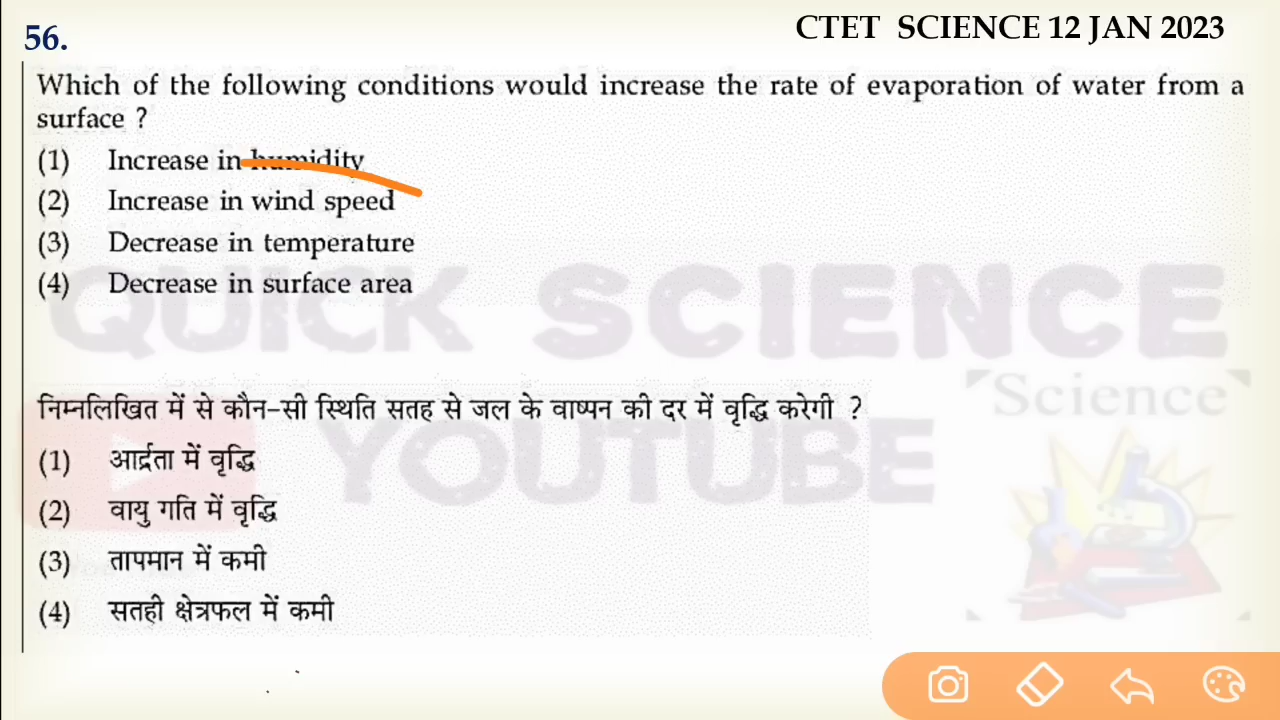 56.
CTET SCIENCE 12 JAN 2023
Which of the following conditions would increase the rate of evaporation of water from a
surface ?
(1) Increase in humidity
(2) Increase in wind speed
(3) Decrease in temperature
(4) Decrease in surface area
QUICK SCIENCE
Science
YOUTUBE
निम्नलिखित में से कौन-सी स्थिति सतह से जल के वाष्पन की दर में वृद्धि करेगी ?
(1) आर्द्रता में वृद्धि
(2) वायु गति में वृद्धि
(3) तापमान में कमी
(4) सतही क्षेत्रफल में कमी